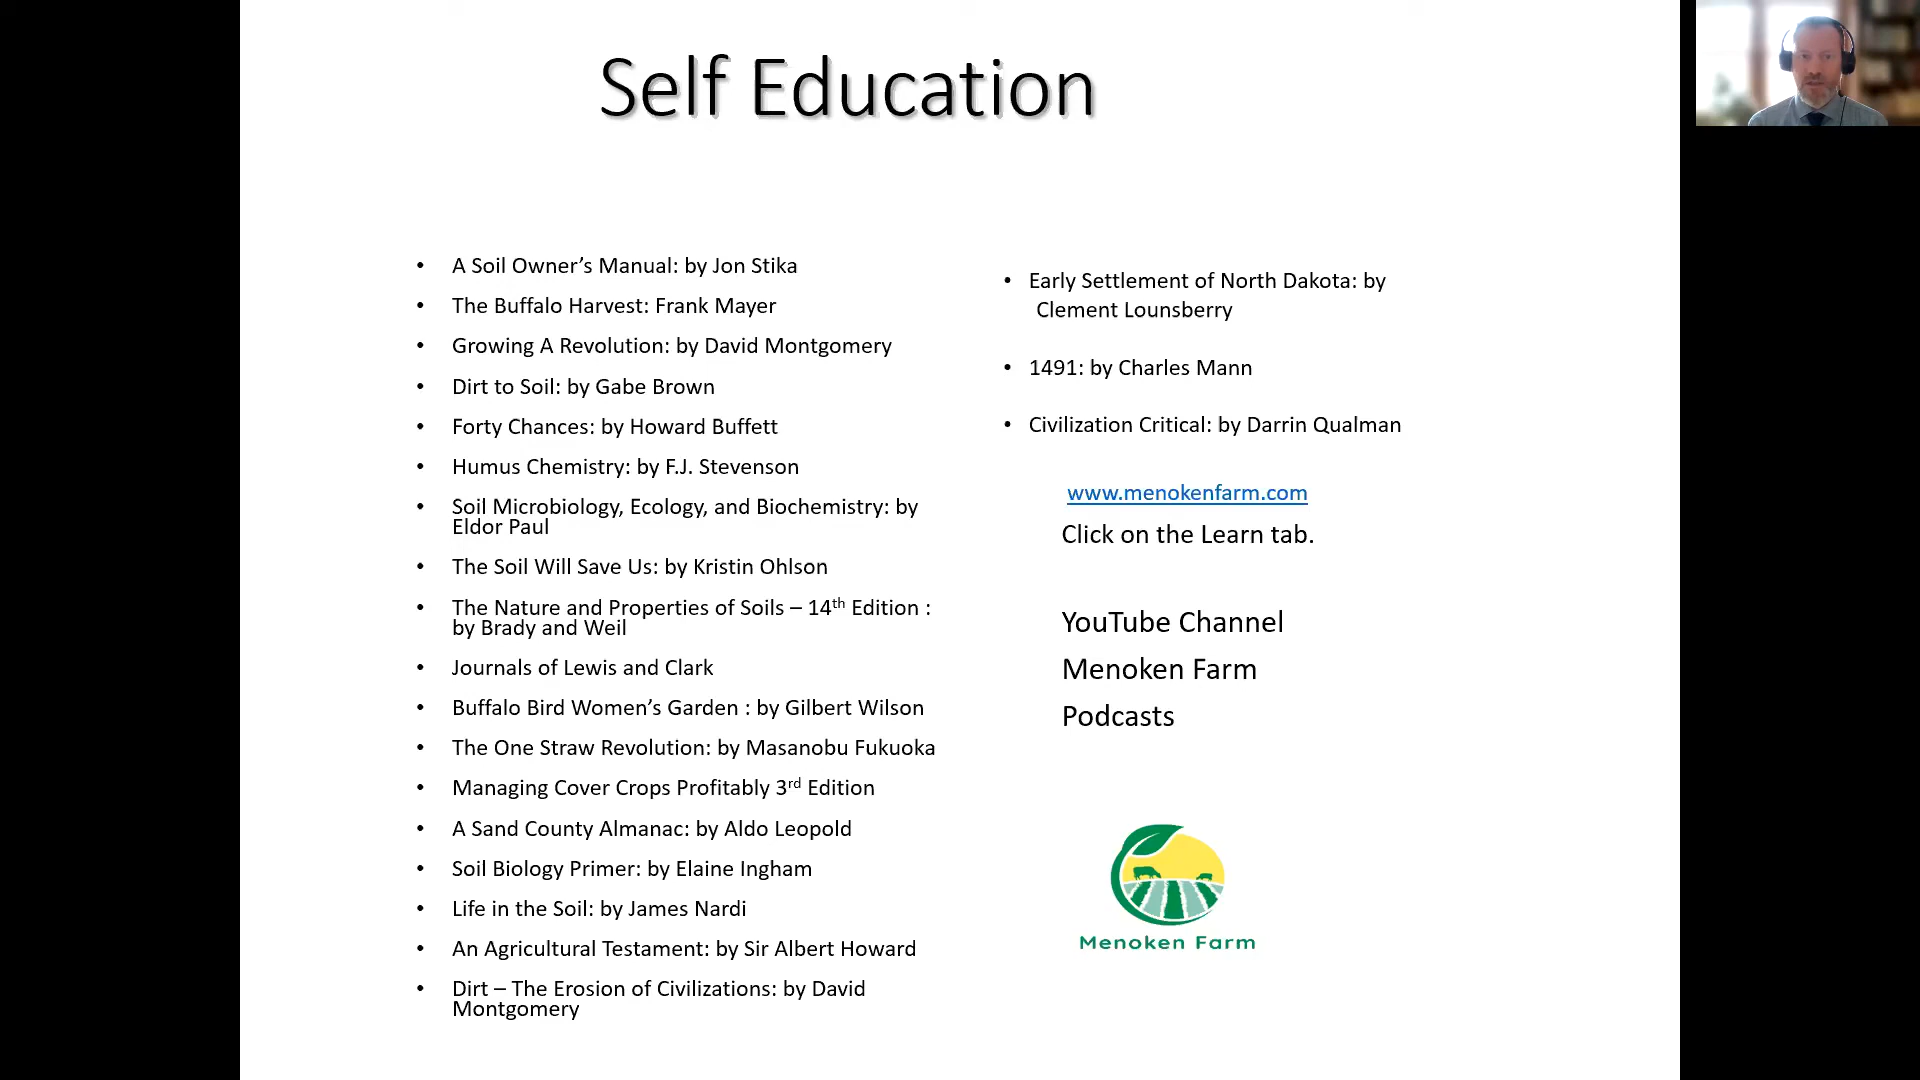 Self Education
• A Soil Owner’s Manual: by Jon Stika
• The Buffalo Harvest: Frank Mayer
• Growing A Revolution: by David Montgomery
• Dirt to Soil: by Gabe Brown
• Forty Chances: by Howard Buffett
• Humus Chemistry: by F.J. Stevenson
• Soil Microbiology, Ecology, and Biochemistry: by
Eldor Paul
• The Soil Will Save Us: by Kristin Ohlson
• The Nature and Properties of Soils – 14th Edition :
by Brady and Weil
• Journals of Lewis and Clark
• Buffalo Bird Women’s Garden : by Gilbert Wilson
• The One Straw Revolution: by Masanobu Fukuoka
• Managing Cover Crops Profitably 3rd Edition
• A Sand County Almanac: by Aldo Leopold
• Soil Biology Primer: by Elaine Ingham
• Life in the Soil: by James Nardi
• An Agricultural Testament: by Sir Albert Howard
• Dirt – The Erosion of Civilizations: by David
Montgomery
• Early Settlement of North Dakota: by
Clement Lounsberry
• 1491: by Charles Mann
• Civilization Critical: by Darrin Qualman
www.menokenfarm.com
Click on the Learn tab.
YouTube Channel
Menoken Farm
Podcasts
Menoken Farm